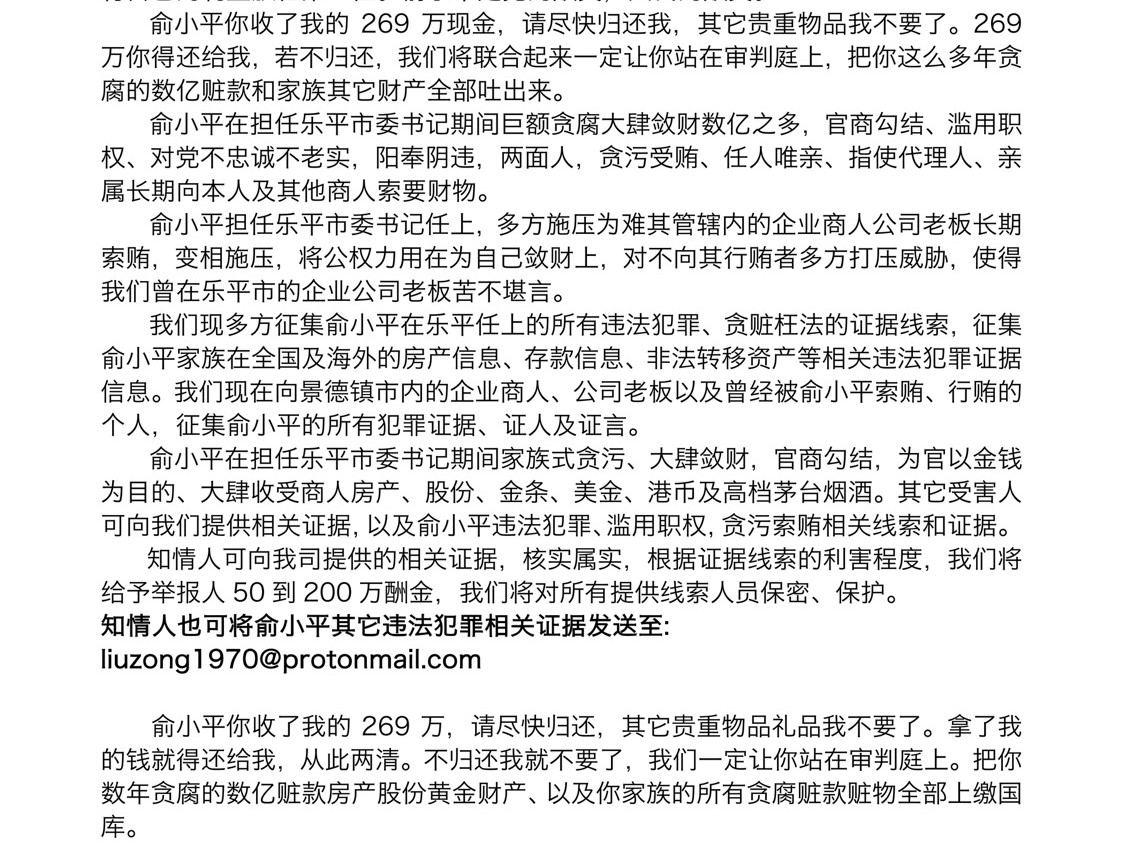 俞小平你收了我的 269 万现金，请尽快归还我，其它贵重物品我不要了。269
万你得还给我，若不归还，我们将联合起来一定让你站在审判庭上，把你这么多年贪
腐的数亿赃款和家族其它财产全部吐出来。
俞小平在担任乐平市委书记期间巨额贪腐大肆敛财数亿之多，官商勾结、滥用职
权、对党不忠诚不老实，阳奉阴违，两面人，贪污受贿、任人唯亲、指使代理人、亲
属长期向本人及其他商人索要财物。
俞小平担任乐平市委书记任上，多方施压为难其管辖内的企业商人公司老板长期
索贿，变相施压，将公权力用在为自己敛财上，对不向其行贿者多方打压威胁，使得
我们曾在乐平市的企业公司老板苦不堪言。
我们现多方征集俞小平在乐平任上的所有违法犯罪、贪赃枉法的证据线索，征集
俞小平家族在全国及海外的房产信息、存款信息、非法转移资产等相关违法犯罪证据
信息。我们现在向景德镇市内的企业商人、公司老板以及曾经被俞小平索贿、行贿的
个人，征集俞小平的所有犯罪证据、证人及证言。
俞小平在担任乐平市委书记期间家族式贪污、大肆敛财，官商勾结，为官以金钱
为目的、大肆收受商人房产、股份、金条、美金、港币及高档茅台烟酒。其它受害人
可向我们提供相关证据, 以及俞小平违法犯罪、滥用职权, 贪污索贿相关线索和证据。
知情人可向我司提供的相关证据，核实属实，根据证据线索的利害程度，我们将
给予举报人 50 到 200 万酬金，我们将对所有提供线索人员保密、保护。
知情人也可将俞小平其它违法犯罪相关证据发送至:
liuzong1970@protonmail.com
俞小平你收了我的 269 万，请尽快归还，其它贵重物品礼品我不要了。拿了我
的钱就得还给我，从此两清。不归还我就不要了，我们一定让你站在审判庭上。把你
数年贪腐的数亿赃款房产股份黄金财产、以及你家族的所有贪腐赃款赃物全部上缴国
库。